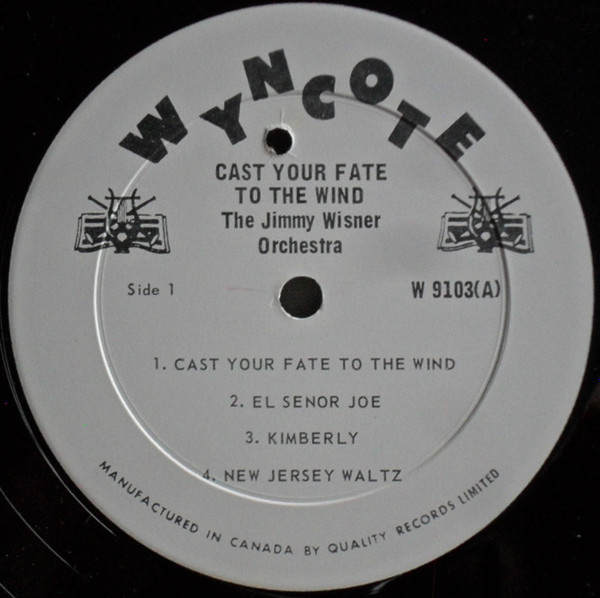 WYNCOTE
CAST YOUR FATE
TO THE WIND
The Jimmy Wisner
Orchestra
Side 1
W 9103(A)
1. CAST YOUR FATE TO THE WIND
2. EL SENOR JOE
3. KIMBERLY
4. NEW JERSEY WALTZ
MANUFACTURED IN CANADA BY QUALITY RECORDS LIMITED